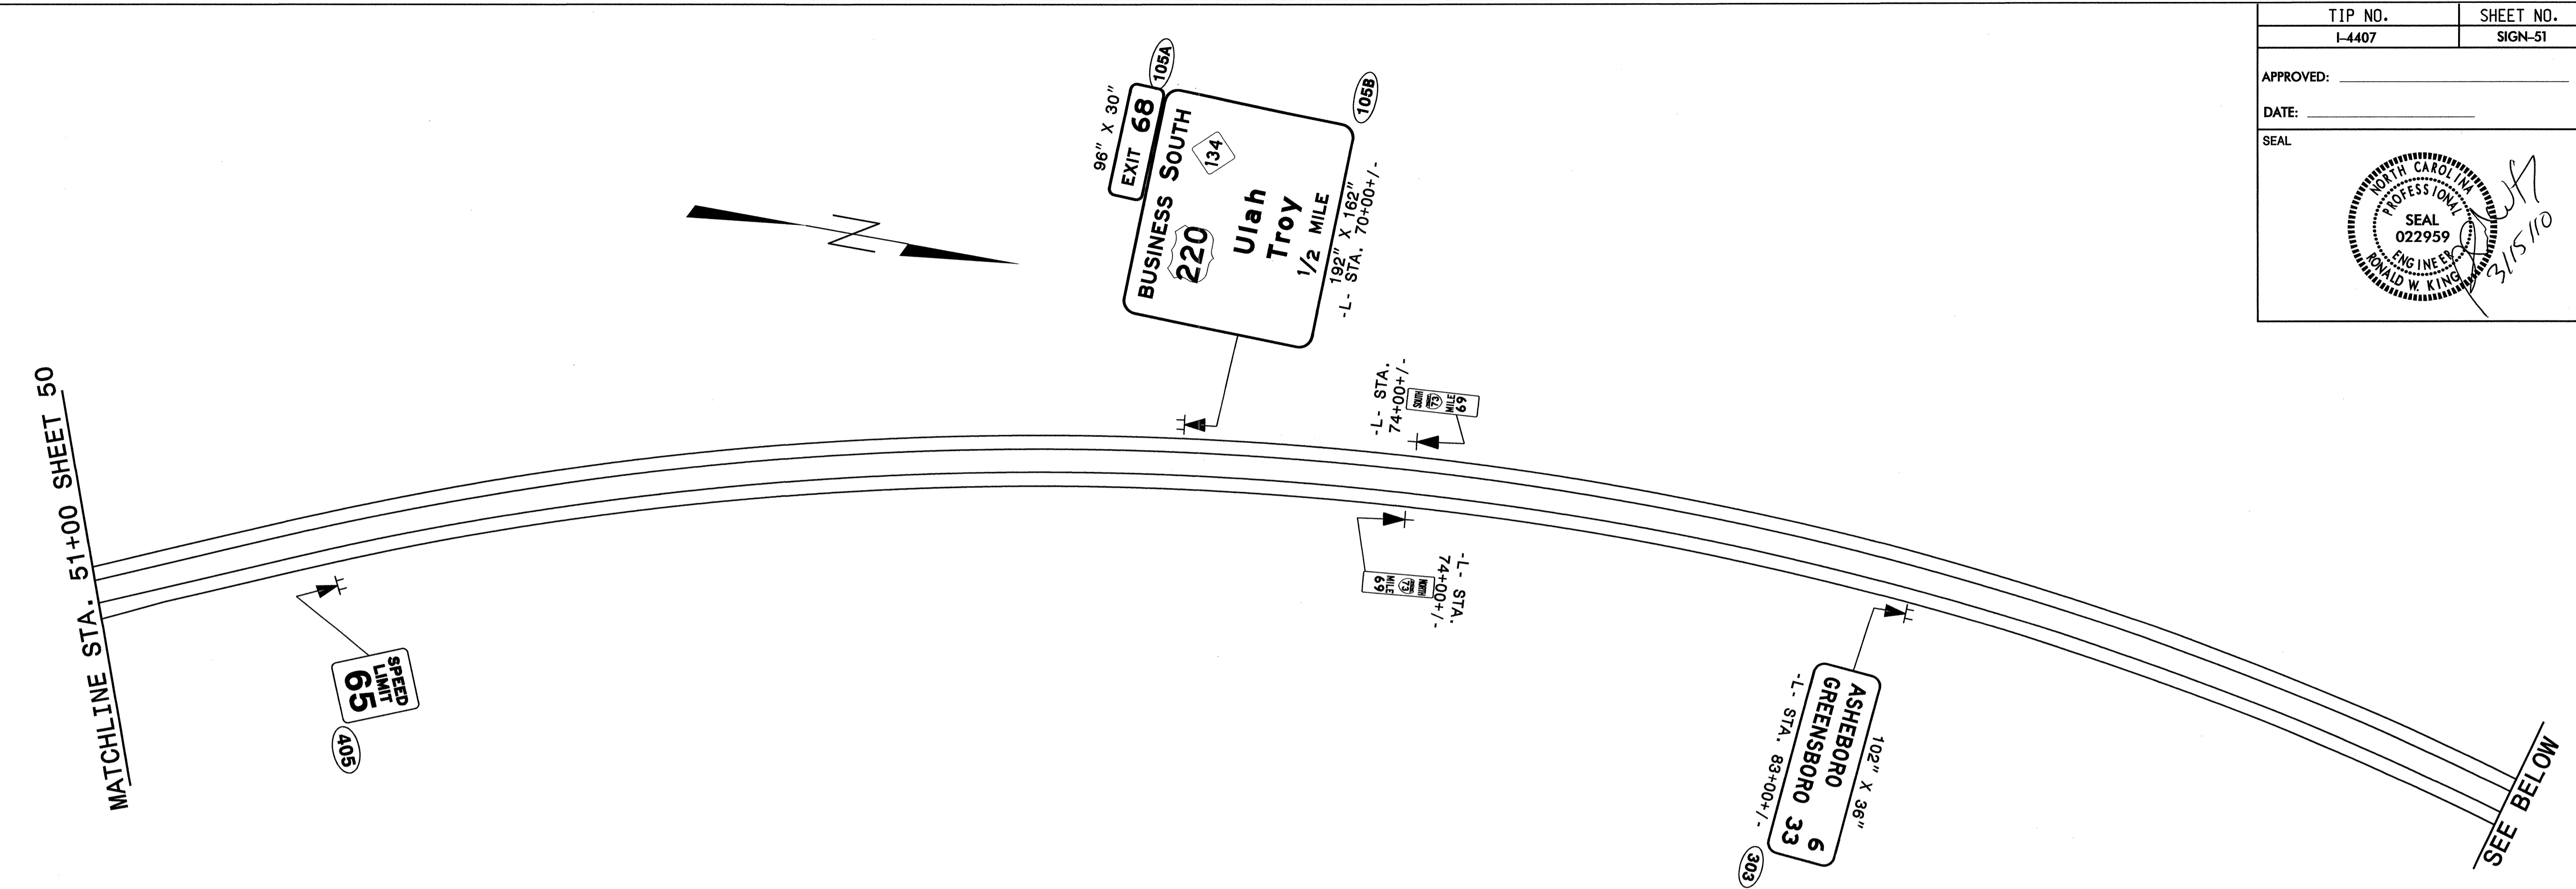 TIP NO. SHEET NO.
I-4407 SIGN-51
APPROVED:
DATE:
SEAL
NORTH CAROLINA
PROFESSIONAL
SEAL
022959
ENGINEER
RONALD W. KING
3/15/10
105A
96" X 30"
EXIT 68
105B
BUSINESS SOUTH
220 134
Ulah
Troy
1/2 MILE
192" X 162"
-L- STA. 70+00+/-
N
-L- STA.
74+00+/-
SOUTH
73
MILE
69
MATCHLINE STA. 51+00 SHEET 50
SPEED
LIMIT
65
405
NORTH
73
MILE
69
-L- STA.
74+00+/-
102" X 36"
ASHEBORO 6
GREENSBORO 33
-L- STA. 83+00+/-
303
SEE BELOW